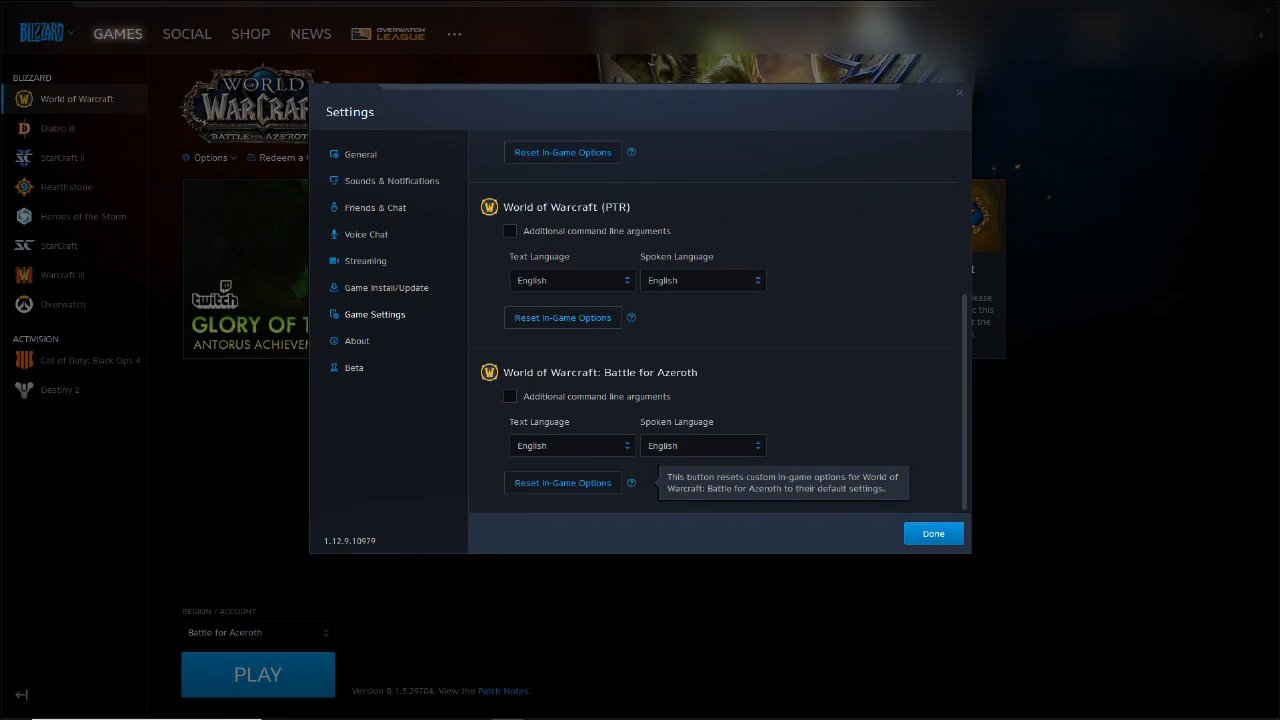 BLIZZARD
GAMES
SOCIAL
SHOP
NEWS
OVERWATCH
LEAGUE
BLIZZARD
World of Warcraft
Diablo III
StarCraft II
Hearthstone
Heroes of the Storm
StarCraft
Warcraft III
Overwatch
ACTIVISION
Call of Duty: Black Ops 4
Destiny 2
WORLD
OF
WARCRAFT
BATTLE FOR AZEROTH
Options
Redeem a
twitch
GLORY OF T
ANTORUS ACHIEVEM
Settings
General
Sounds & Notifications
Friends & Chat
Voice Chat
Streaming
Game Install/Update
Game Settings
About
Beta
1.12.9.10979
Reset In-Game Options
World of Warcraft (PTR)
Additional command line arguments
Text Language Spoken Language
English English
Reset In-Game Options
World of Warcraft: Battle for Azeroth
Additional command line arguments
Text Language Spoken Language
English English
Reset In-Game Options
This button resets custom in-game options for World of
Warcraft: Battle for Azeroth to their default settings.
Done
REGION / ACCOUNT
Battle for Azeroth
PLAY
Version 8.1.5.29704. View the Patch Notes.